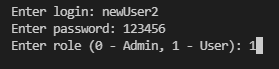 Enter login: newUser2
Enter password: 123456
Enter role (0 - Admin, 1 - User): 1